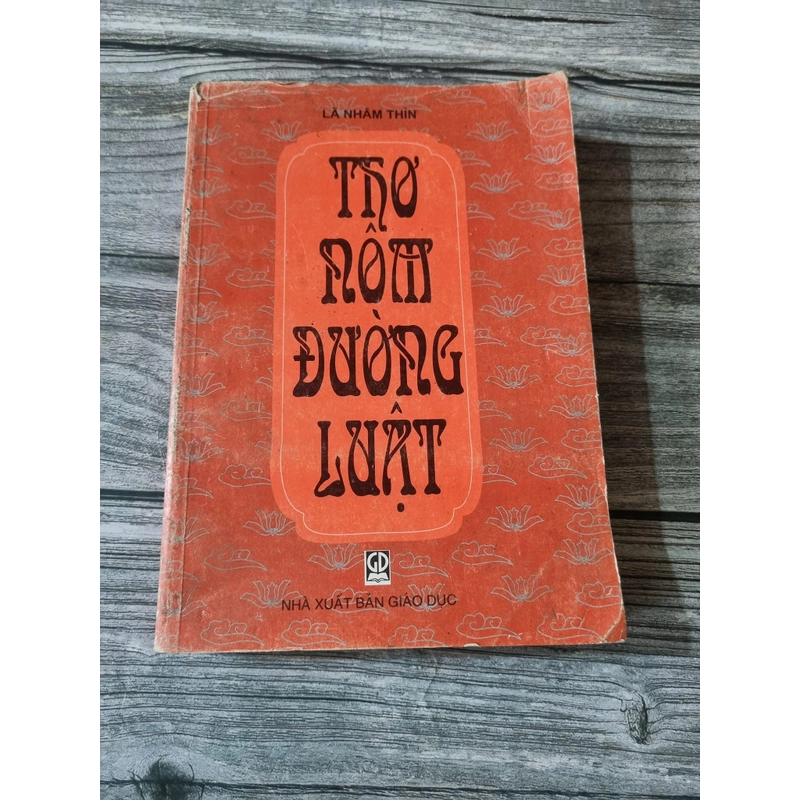 LÃ NHÂM THÌN
THƠ
NÔM
ĐƯỜNG
LUẬT
GD
NHÀ XUẤT BẢN GIÁO DỤC